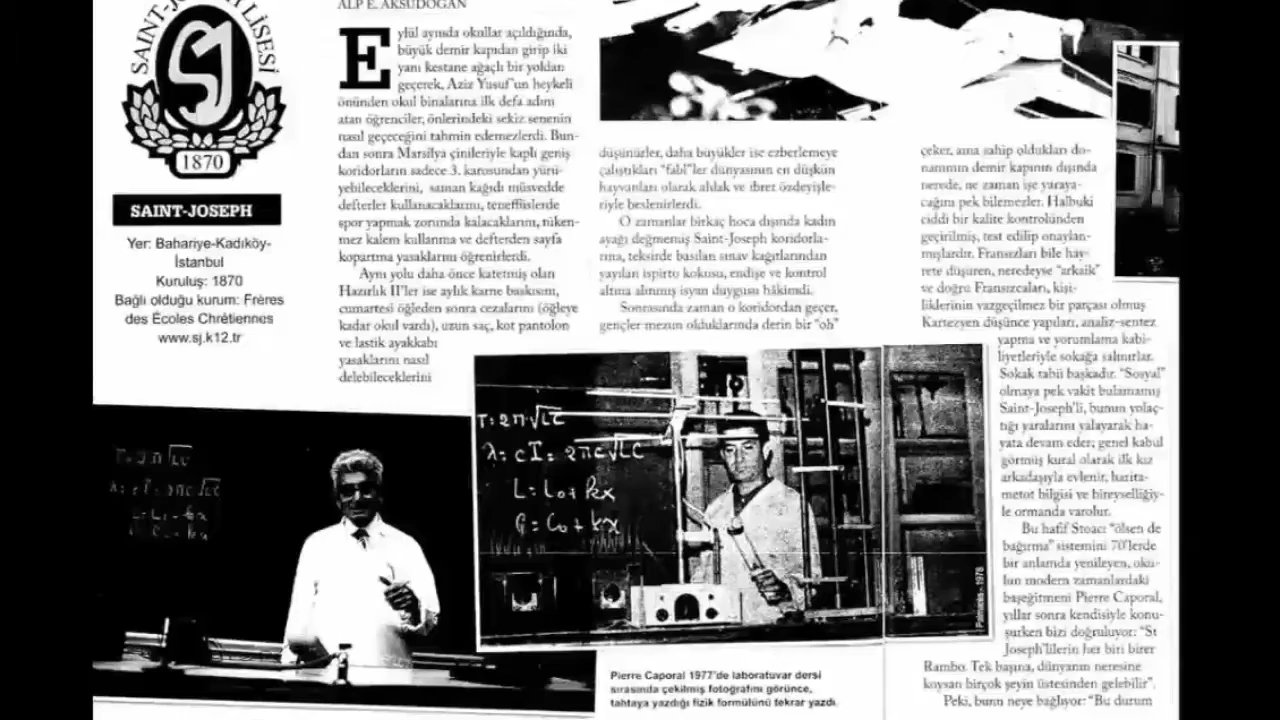 SAINT-JOSEPH LİSESİ
SJ
1870
SAINT-JOSEPH
Yer: Bahariye-Kadıköy-
İstanbul
Kuruluş: 1870
Bağlı olduğu kurum: Frères
des Écoles Chrétiennes
www.sj.k12.tr
ALP E. AKSUDOĞAN
Eylül ayında okullar açıldığında,
büyük demir kapıdan girip iki
yanı kestane ağaçlı bir yoldan
geçerek, Aziz Yusuf'un heykeli
önünden okul binalarına ilk defa adım
atan öğrenciler, önlerindeki sekiz senenin
nasıl geçeceğini tahmin edemezlerdi. Bun-
dan sonra Marsilya çinileriyle kaplı geniş
koridorların sadece 3. karosundan yürü-
yebileceklerini, saman kağıdı müsvedde
defterler kullanacaklarını, teneffüslerde
spor yapmak zorunda kalacaklarını, tüken-
mez kalem kullanma ve defterden sayfa
kopartma yasaklarını öğrenirlerdi.
Aynı yolu daha önce katetmiş olan
Hazırlık II'ler ise aylık karne baskısını,
cumartesi öğleden sonra cezalarını (öğleye
kadar okul vardı), uzun saç, kot pantolon
ve lastik ayakkabı
yasaklarını nasıl
delebileceklerini
düşünürler, daha büyükler ise ezberlemeye
çalıştıkları "fabl"ler dünyasının en düşkün
hayvanları olarak ahlak ve ibret özdeyişle-
riyle beslenirlerdi.
O zamanlar birkaç hoca dışında kadın
ayağı değmemiş Saint-Joseph koridorla-
rına, teksirde basılan sınav kağıtlarından
yayılan ispirto kokusu, endişe ve kontrol
altına alınmış isyan duygusu hâkimdi.
Sonrasında zaman o koridordan geçer,
gençler mezun olduklarında derin bir "oh"
çeker, ama sahip oldukları do-
nanımın demir kapının dışında
nerede, ne zaman işe yaraya-
cağını pek bilemezler. Halbuki
ciddi bir kalite kontrolünden
geçirilmiş, test edilip onaylan-
mışlardır. Fransızları bile hay-
rete düşüren, neredeyse "arkaik"
ve doğru Fransızcaları, kişi-
liklerinin vazgeçilmez bir parçası olmuş
Kartezyen düşünce yapıları, analiz-sentez
yapma ve yorumlama kabi-
liyetleriyle sokağa salınırlar.
Sokak tabii başkadır. "Sosyal"
olmaya pek vakit bulamamış
Saint-Joseph'li, bunun yolaç-
tığı yaralarını yalayarak ha-
yata devam eder; genel kabul
görmüş kural olarak ilk kız
arkadaşıyla evlenir, harita-
metot bilgisi ve bireyselliğiy-
le ormanda varolur.
Bu hafif Stoacı "ölsen de
bağırma" sistemini 70'lerde
bir anlamda yenileyen, oku-
lun modern zamanlardaki
başeğitmeni Pierre Caporal,
yıllar sonra kendisiyle konu-
şurken bizi doğruluyor: "St
Joseph'lilerin her biri birer
Rambo. Tek başına, dünyanın neresine
koysan birçok şeyin üstesinden gelebilir".
Peki, bunu neye bağlıyor: "Bu durum
T = 2π√LC
λ = cT = 2πc√LC
L = L₀ + kx
C = C₀ + kx
Pierre Caporal 1977'de laboratuvar dersi
sırasında çekilmiş fotoğrafını görünce,
tahtaya yazdığı fizik formülünü tekrar yazdı.